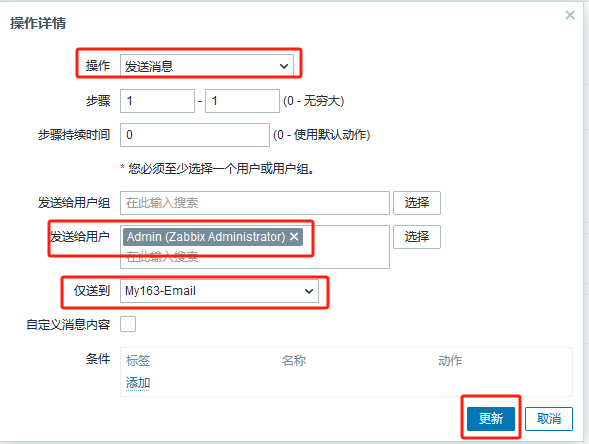 操作详情
操作 发送消息
步骤 1 - 1 (0 - 无穷大)
步骤持续时间 0 (0 - 使用默认动作)
* 您必须至少选择一个用户或用户组。
发送给用户组 在此输入搜索 选择
发送给用户 Admin (Zabbix Administrator) 选择
在此输入搜索
仅送到 My163-Email
自定义消息内容
条件 标签 名称 动作
添加
更新 取消